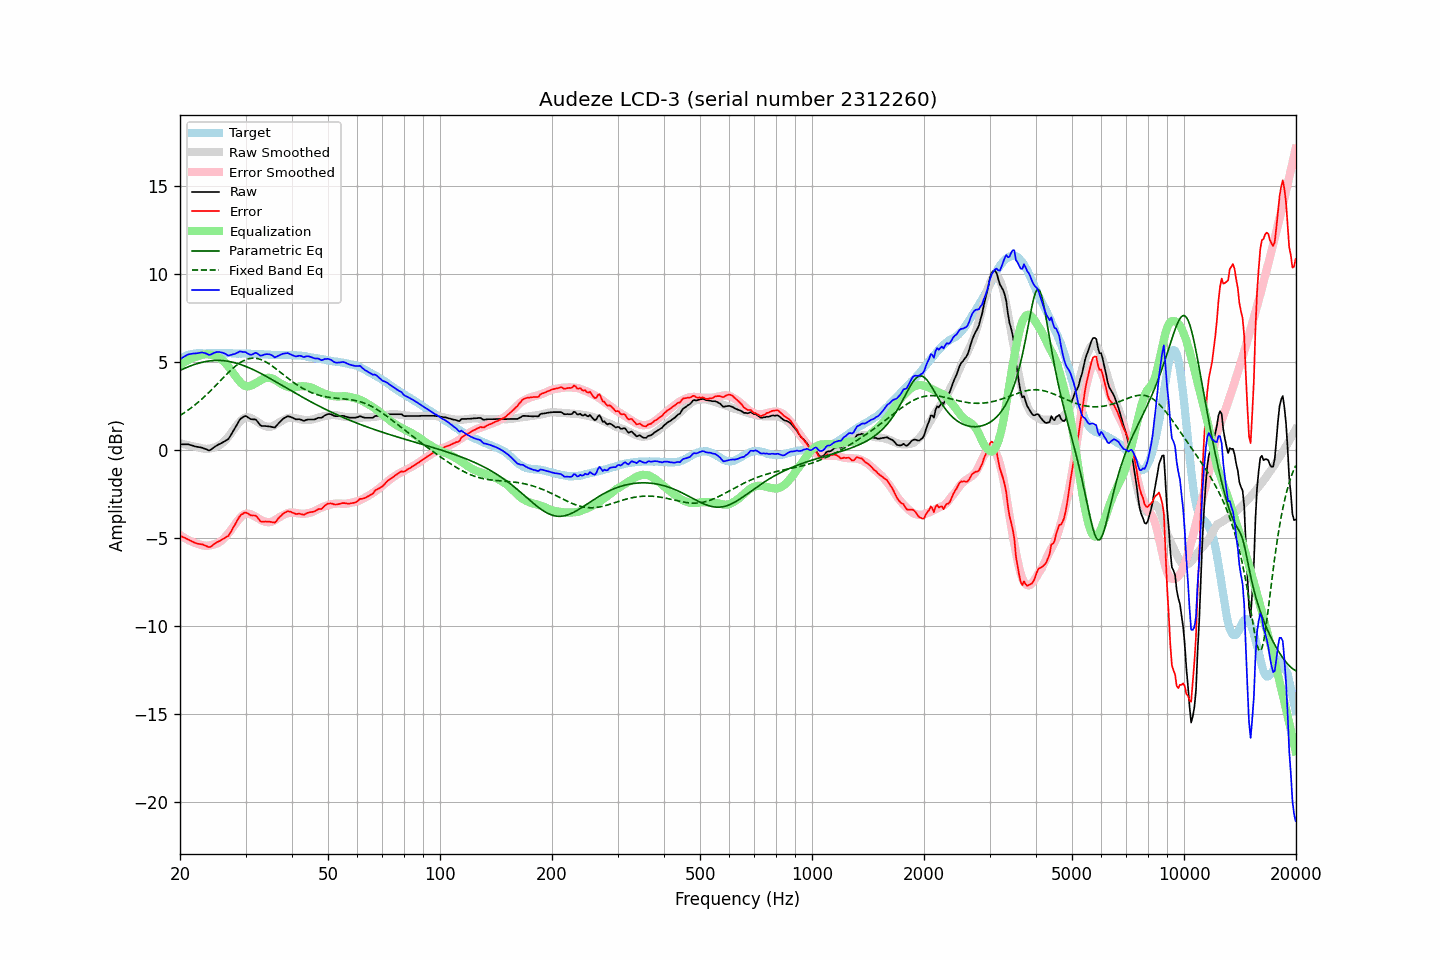 Audeze LCD-3 (serial number 2312260)
Target
Raw Smoothed
Error Smoothed
Raw
Error
Equalization
Parametric Eq
Fixed Band Eq
Equalized
Amplitude (dBr)
15
10
5
0
−5
−10
−15
−20
20
50
100
200
500
1000
2000
5000
10000
20000
Frequency (Hz)